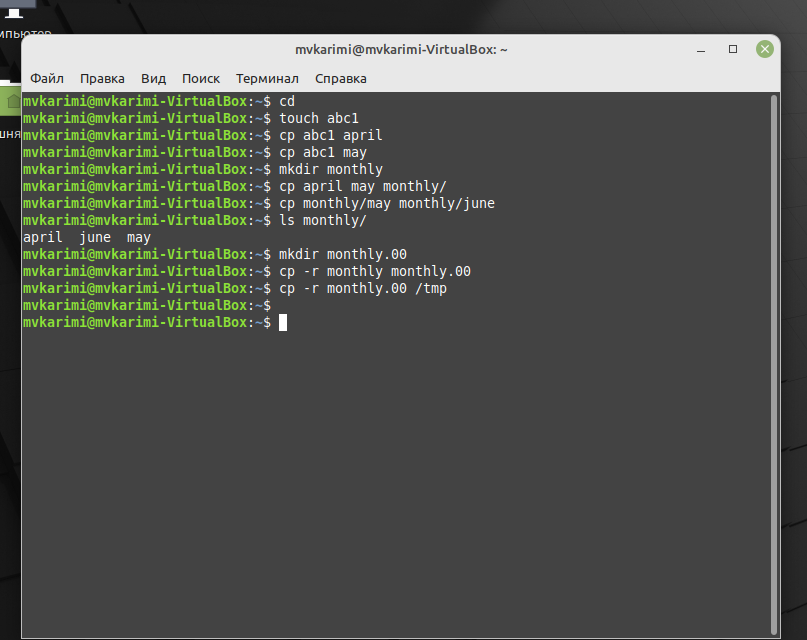 mvkarimi@mvkarimi-VirtualBox: ~
Файл Правка Вид Поиск Терминал Справка
mvkarimi@mvkarimi-VirtualBox:~$ cd
mvkarimi@mvkarimi-VirtualBox:~$ touch abc1
mvkarimi@mvkarimi-VirtualBox:~$ cp abc1 april
mvkarimi@mvkarimi-VirtualBox:~$ cp abc1 may
mvkarimi@mvkarimi-VirtualBox:~$ mkdir monthly
mvkarimi@mvkarimi-VirtualBox:~$ cp april may monthly/
mvkarimi@mvkarimi-VirtualBox:~$ cp monthly/may monthly/june
mvkarimi@mvkarimi-VirtualBox:~$ ls monthly/
april june may
mvkarimi@mvkarimi-VirtualBox:~$ mkdir monthly.00
mvkarimi@mvkarimi-VirtualBox:~$ cp -r monthly monthly.00
mvkarimi@mvkarimi-VirtualBox:~$ cp -r monthly.00 /tmp
mvkarimi@mvkarimi-VirtualBox:~$
mvkarimi@mvkarimi-VirtualBox:~$